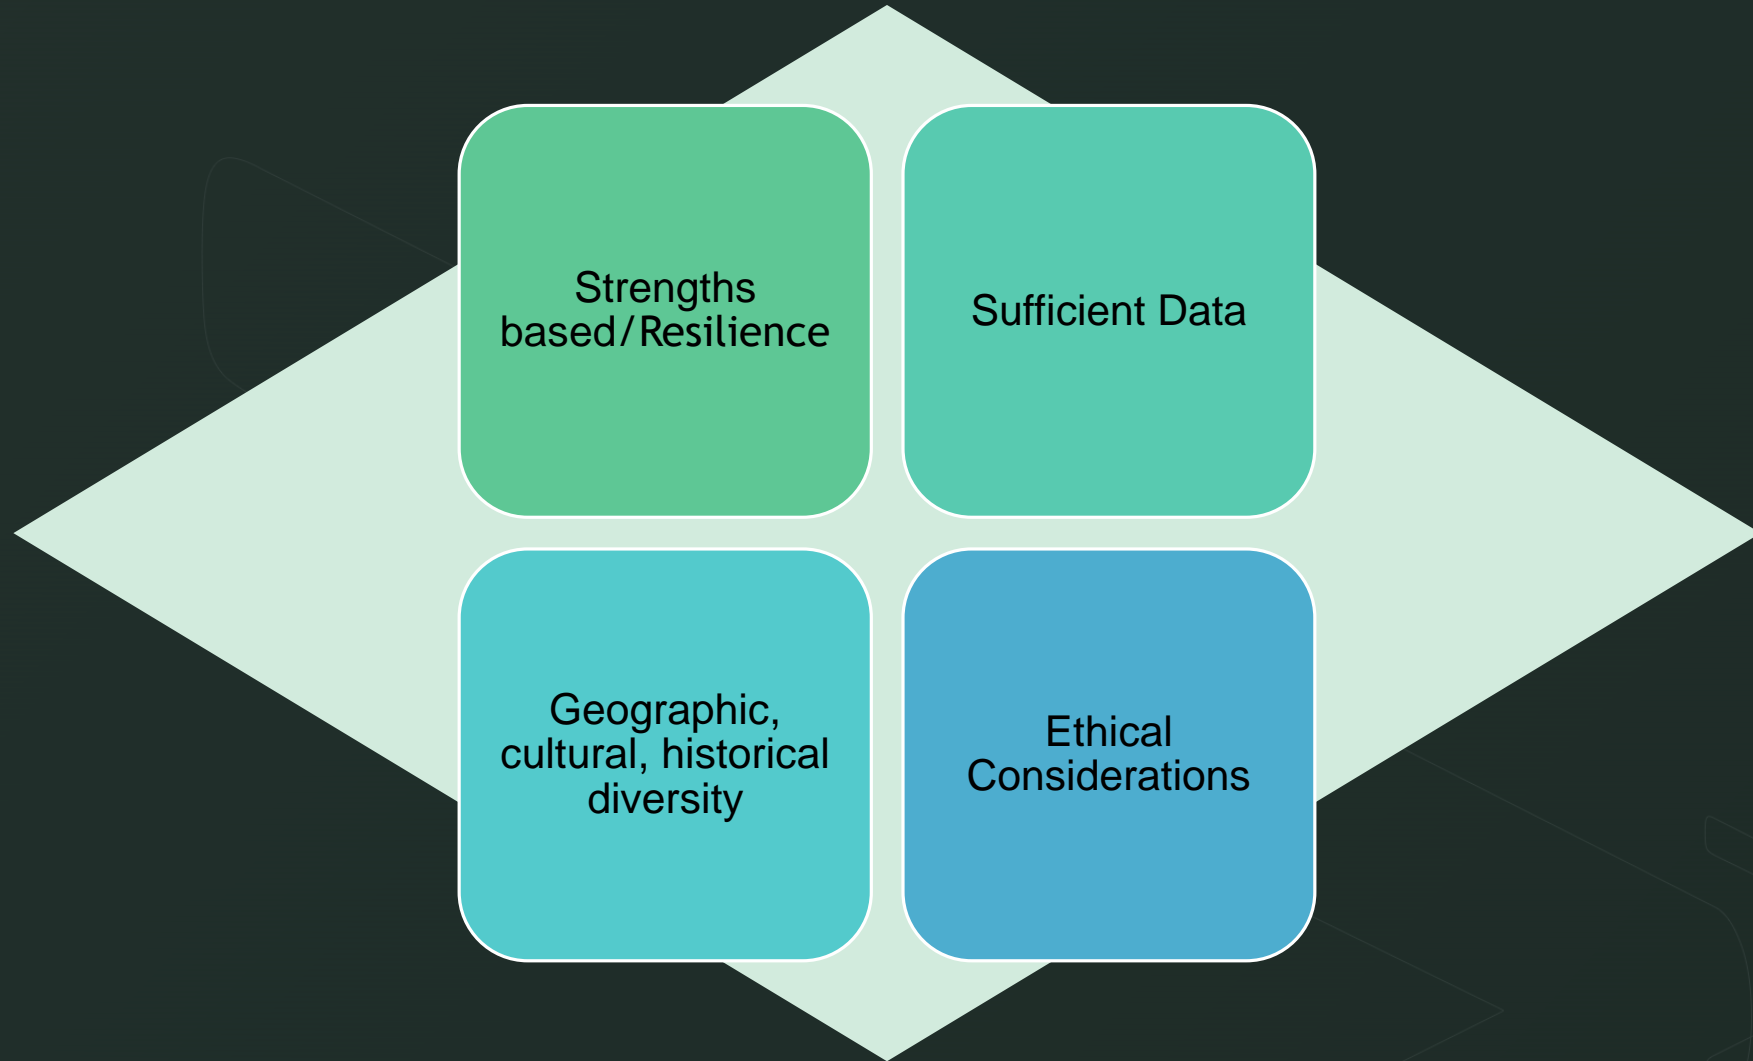 Strengths
based/Resilience
Sufficient Data
Geographic,
cultural, historical
diversity
Ethical
Considerations